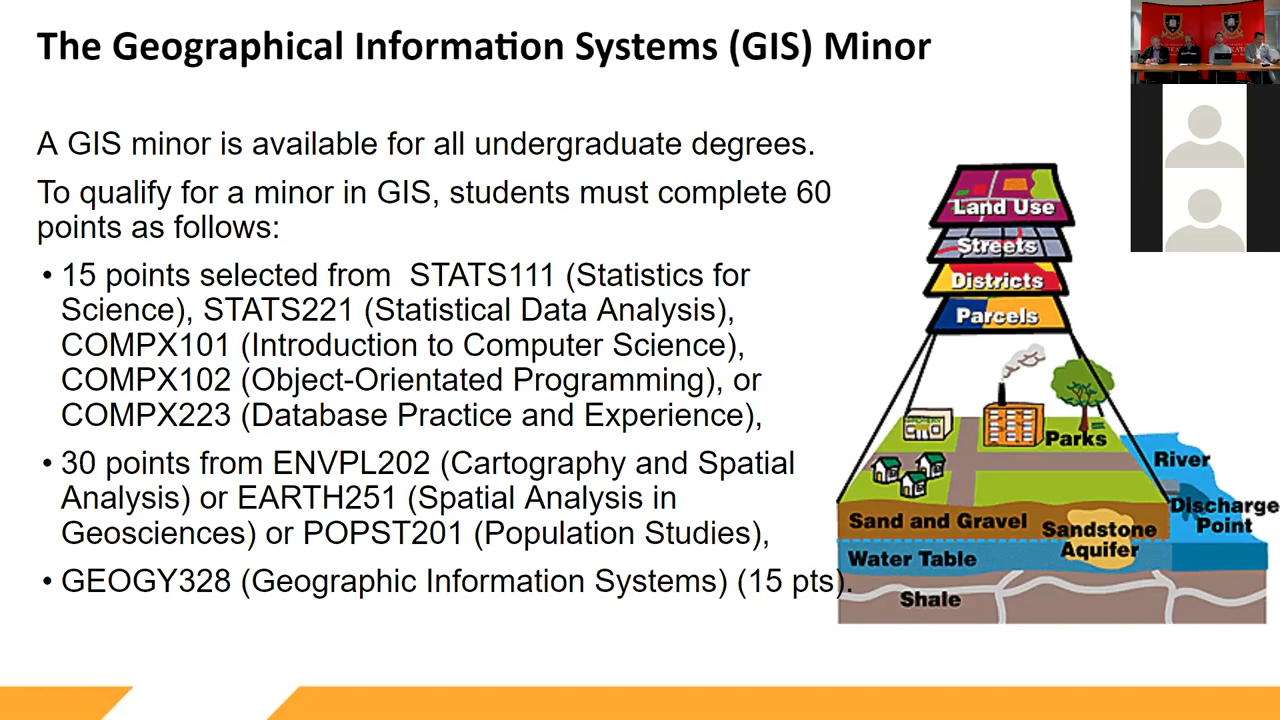 The Geographical Information Systems (GIS) Minor
A GIS minor is available for all undergraduate degrees.
To qualify for a minor in GIS, students must complete 60
points as follows:
• 15 points selected from  STATS111 (Statistics for
Science), STATS221 (Statistical Data Analysis),
COMPX101 (Introduction to Computer Science),
COMPX102 (Object-Orientated Programming), or
COMPX223 (Database Practice and Experience),
• 30 points from ENVPL202 (Cartography and Spatial
Analysis) or EARTH251 (Spatial Analysis in
Geosciences) or POPST201 (Population Studies),
• GEOGY328 (Geographic Information Systems) (15 pts).
Land Use
Streets
Districts
Parcels
Parks
River
Discharge
Point
Sand and Gravel
Sandstone
Aquifer
Water Table
Shale